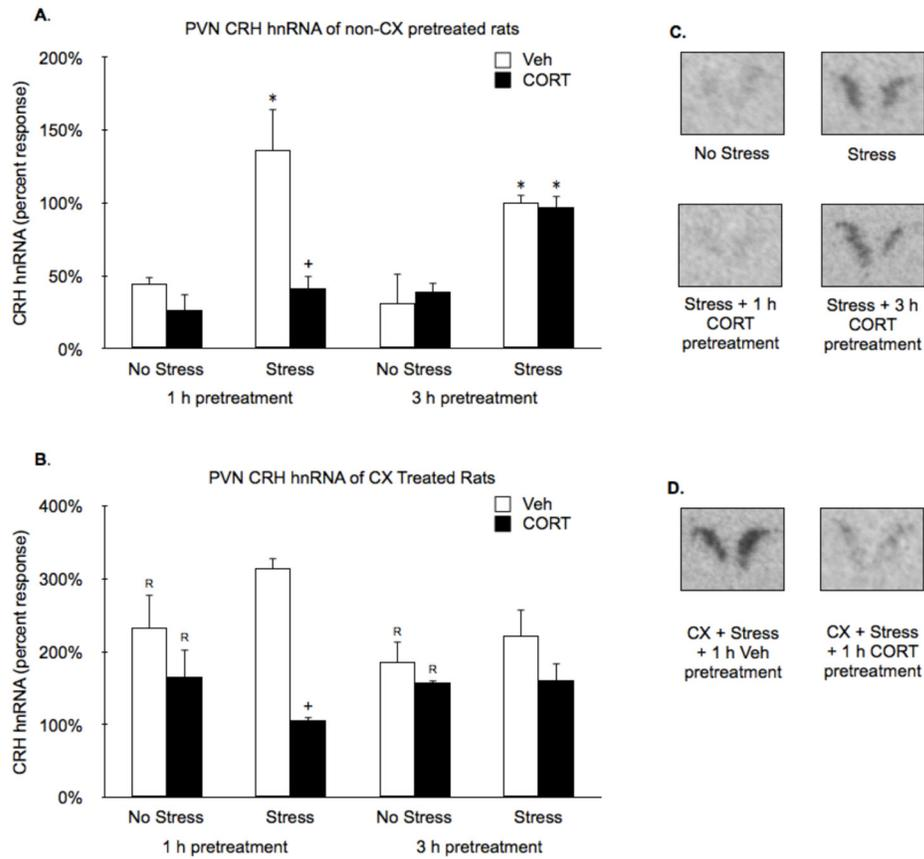 A.
PVN CRH hnRNA of non-CX pretreated rats
CRH hnRNA (percent response)
200%
150%
100%
50%
0%
Veh
CORT
*
+
*
*
No Stress
Stress
No Stress
Stress
1 h pretreatment
3 h pretreatment
B.
PVN CRH hnRNA of CX Treated Rats
CRH hnRNA (percent response)
400%
300%
200%
100%
0%
Veh
CORT
R
R
+
R
R
No Stress
Stress
No Stress
Stress
1 h pretreatment
3 h pretreatment
C.
No Stress
Stress
Stress + 1 h
CORT
pretreatment
Stress + 3 h
CORT
pretreatment
D.
CX + Stress
+ 1 h Veh
pretreatment
CX + Stress
+ 1 h CORT
pretreatment